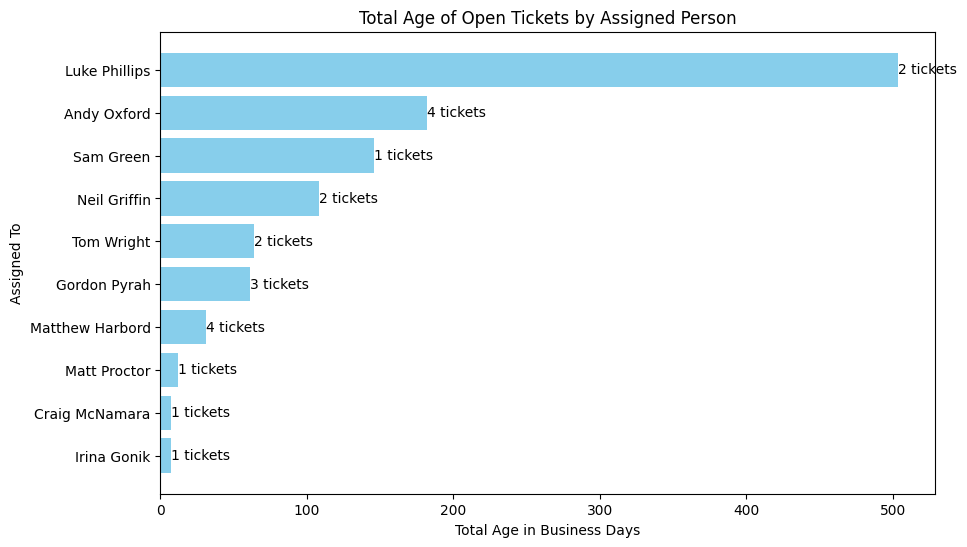 Total Age of Open Tickets by Assigned Person
Assigned To
Luke Phillips
2 tickets
Andy Oxford
4 tickets
Sam Green
1 tickets
Neil Griffin
2 tickets
Tom Wright
2 tickets
Gordon Pyrah
3 tickets
Matthew Harbord
4 tickets
Matt Proctor
1 tickets
Craig McNamara
1 tickets
Irina Gonik
1 tickets
0 100 200 300 400 500
Total Age in Business Days